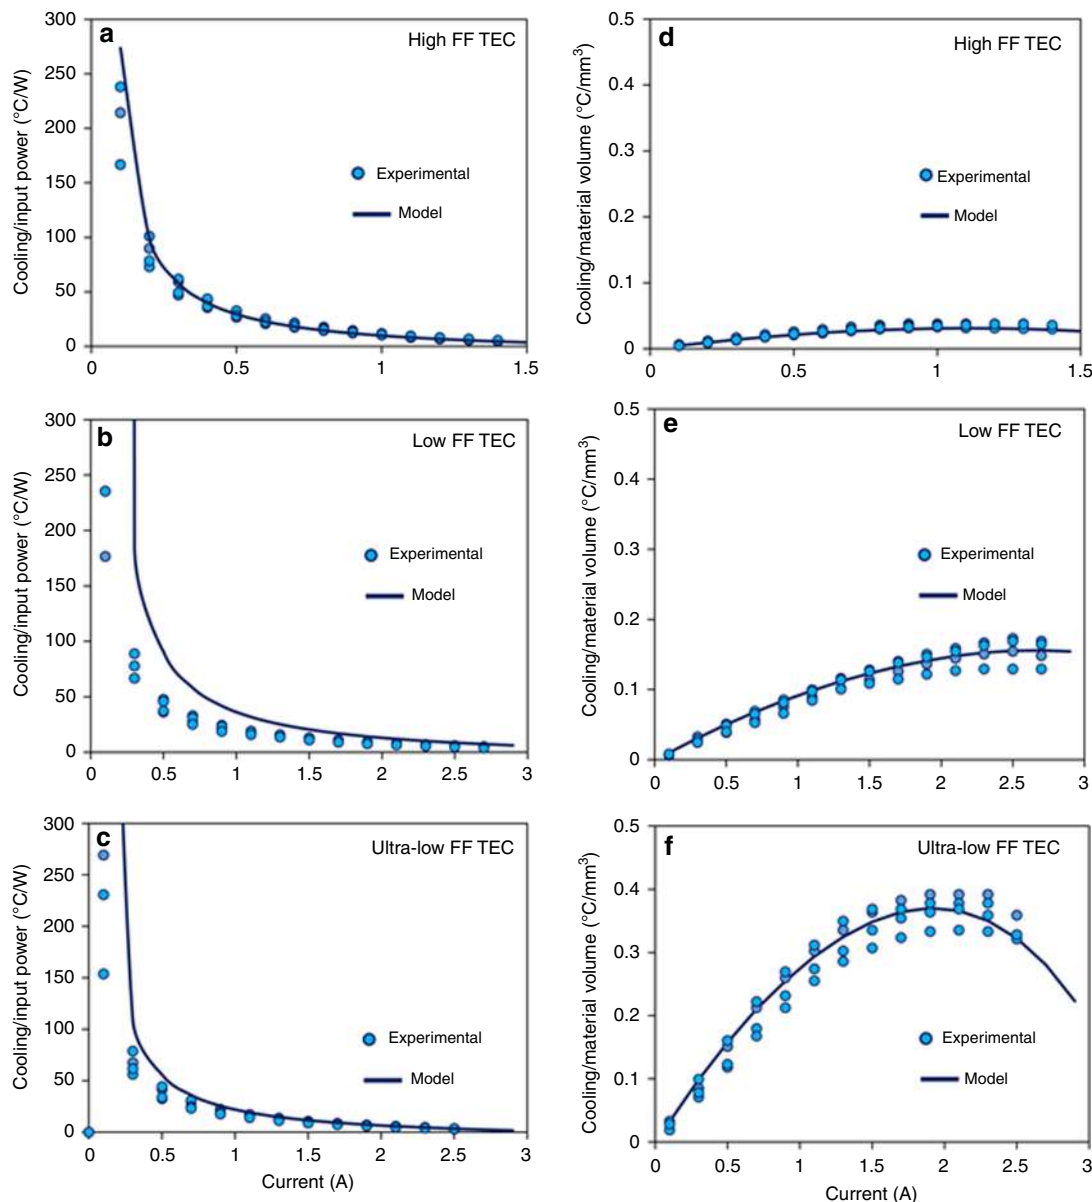 a
High FF TEC
Cooling/input power (°C/W)
300
250
200
150
100
50
0
Experimental
Model
0
0.5
1
1.5
d
High FF TEC
Cooling/material volume (°C/mm³)
0.5
0.4
0.3
0.2
0.1
0
Experimental
Model
0
0.5
1
1.5
b
Low FF TEC
Cooling/input power (°C/W)
300
250
200
150
100
50
0
Experimental
Model
0
0.5
1
1.5
2
2.5
3
e
Low FF TEC
Cooling/material volume (°C/mm³)
0.5
0.4
0.3
0.2
0.1
0
Experimental
Model
0
0.5
1
1.5
2
2.5
3
c
Ultra-low FF TEC
Cooling/input power (°C/W)
300
250
200
150
100
50
0
Experimental
Model
0
0.5
1
1.5
2
2.5
3
Current (A)
f
Ultra-low FF TEC
Cooling/material volume (°C/mm³)
0.5
0.4
0.3
0.2
0.1
0
Experimental
Model
0
0.5
1
1.5
2
2.5
3
Current (A)